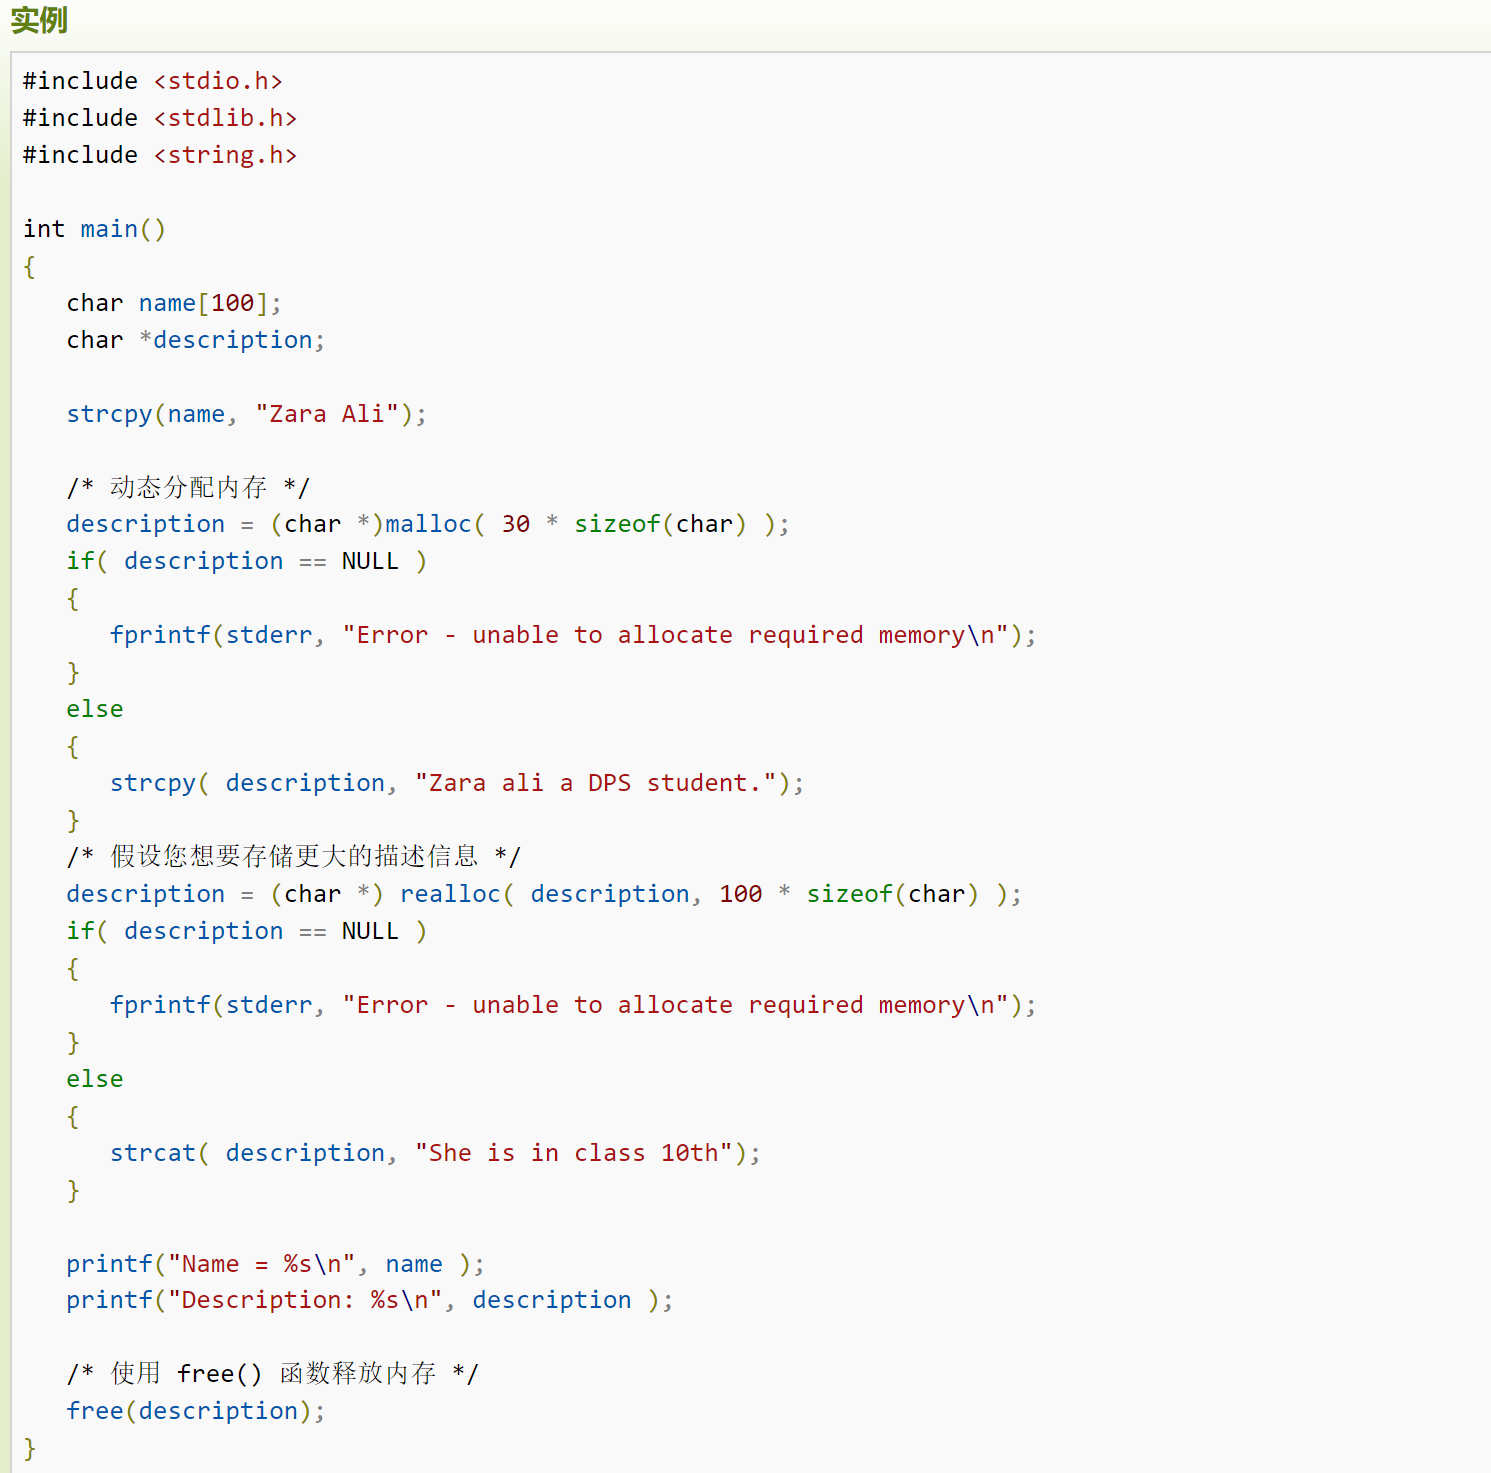 实例
#include <stdio.h>
#include <stdlib.h>
#include <string.h>
int main()
{
char name[100];
char *description;
strcpy(name, "Zara Ali");
/* 动态分配内存 */
description = (char *)malloc( 30 * sizeof(char) );
if( description == NULL )
{
fprintf(stderr, "Error - unable to allocate required memory\n");
}
else
{
strcpy( description, "Zara ali a DPS student.");
}
/* 假设您想要存储更大的描述信息 */
description = (char *) realloc( description, 100 * sizeof(char) );
if( description == NULL )
{
fprintf(stderr, "Error - unable to allocate required memory\n");
}
else
{
strcat( description, "She is in class 10th");
}
printf("Name = %s\n", name );
printf("Description: %s\n", description );
/* 使用 free() 函数释放内存 */
free(description);
}